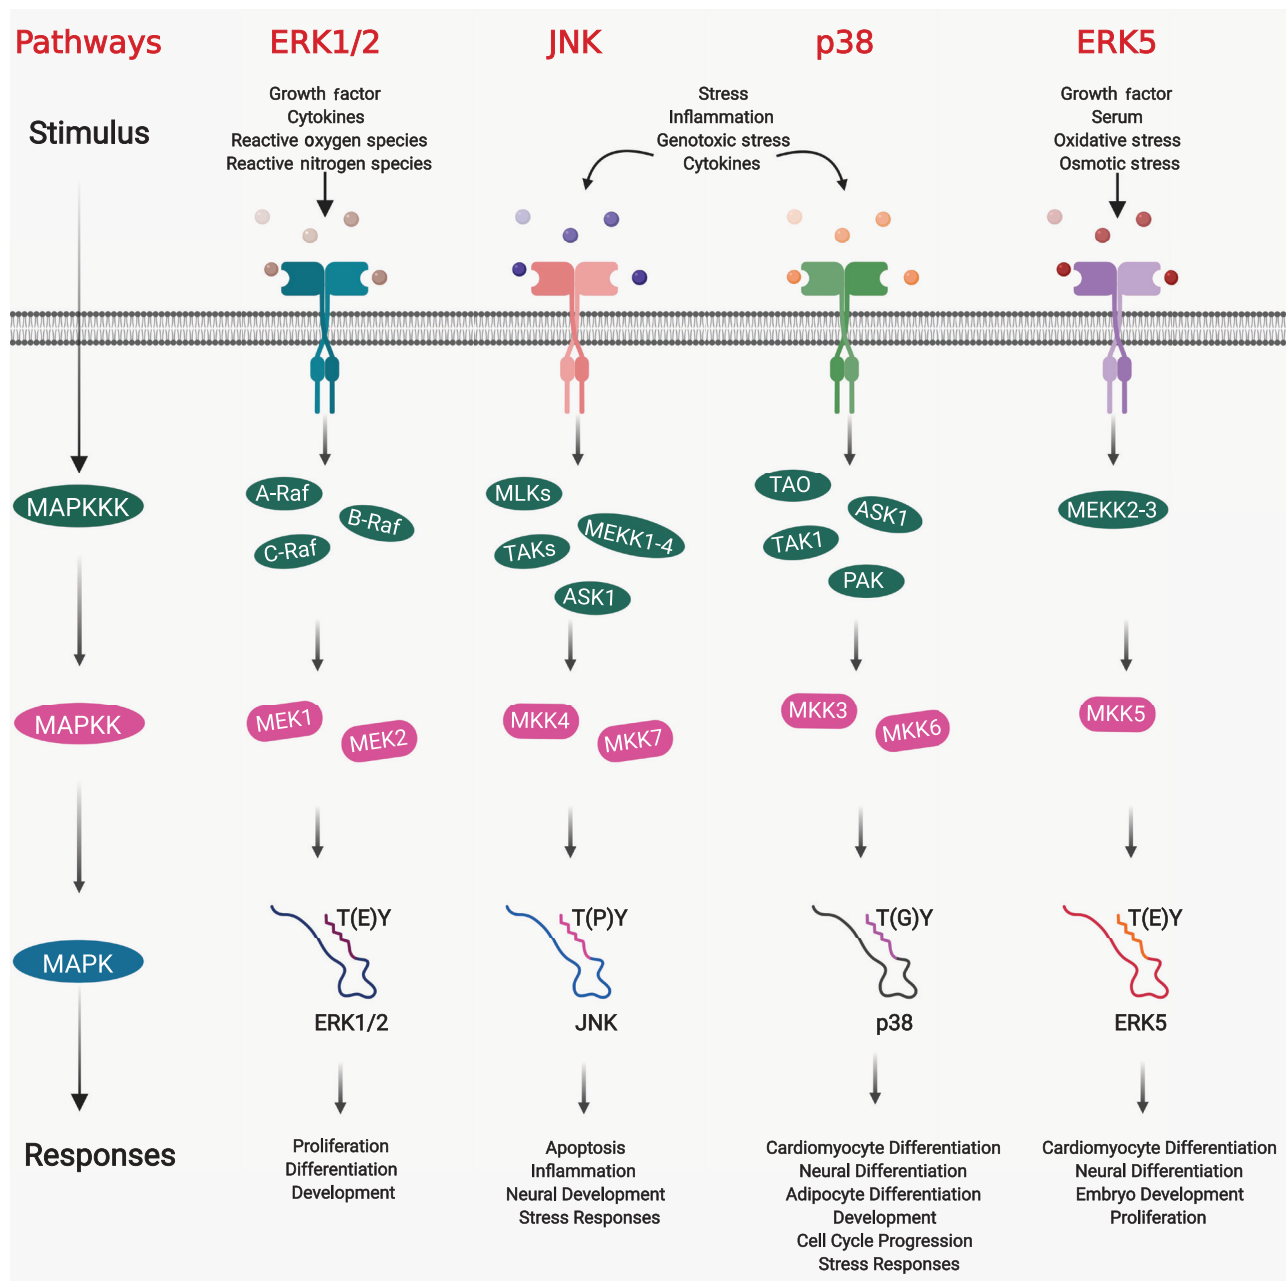 Pathways ERK1/2 JNK p38 ERK5
Stimulus
Growth factor
Cytokines
Reactive oxygen species
Reactive nitrogen species
Stress
Inflammation
Genotoxic stress
Cytokines
Growth factor
Serum
Oxidative stress
Osmotic stress
MAPKKK
A-Raf
B-Raf
C-Raf
MLKs
MEKK1-4
TAKs
ASK1
TAO
ASK1
TAK1
PAK
MEKK2-3
MAPKK
MEK1
MEK2
MKK4
MKK7
MKK3
MKK6
MKK5
MAPK
T(E)Y
ERK1/2
T(P)Y
JNK
T(G)Y
p38
T(E)Y
ERK5
Responses
Proliferation
Differentiation
Development
Apoptosis
Inflammation
Neural Development
Stress Responses
Cardiomyocyte Differentiation
Neural Differentiation
Adipocyte Differentiation
Development
Cell Cycle Progression
Stress Responses
Cardiomyocyte Differentiation
Neural Differentiation
Embryo Development
Proliferation